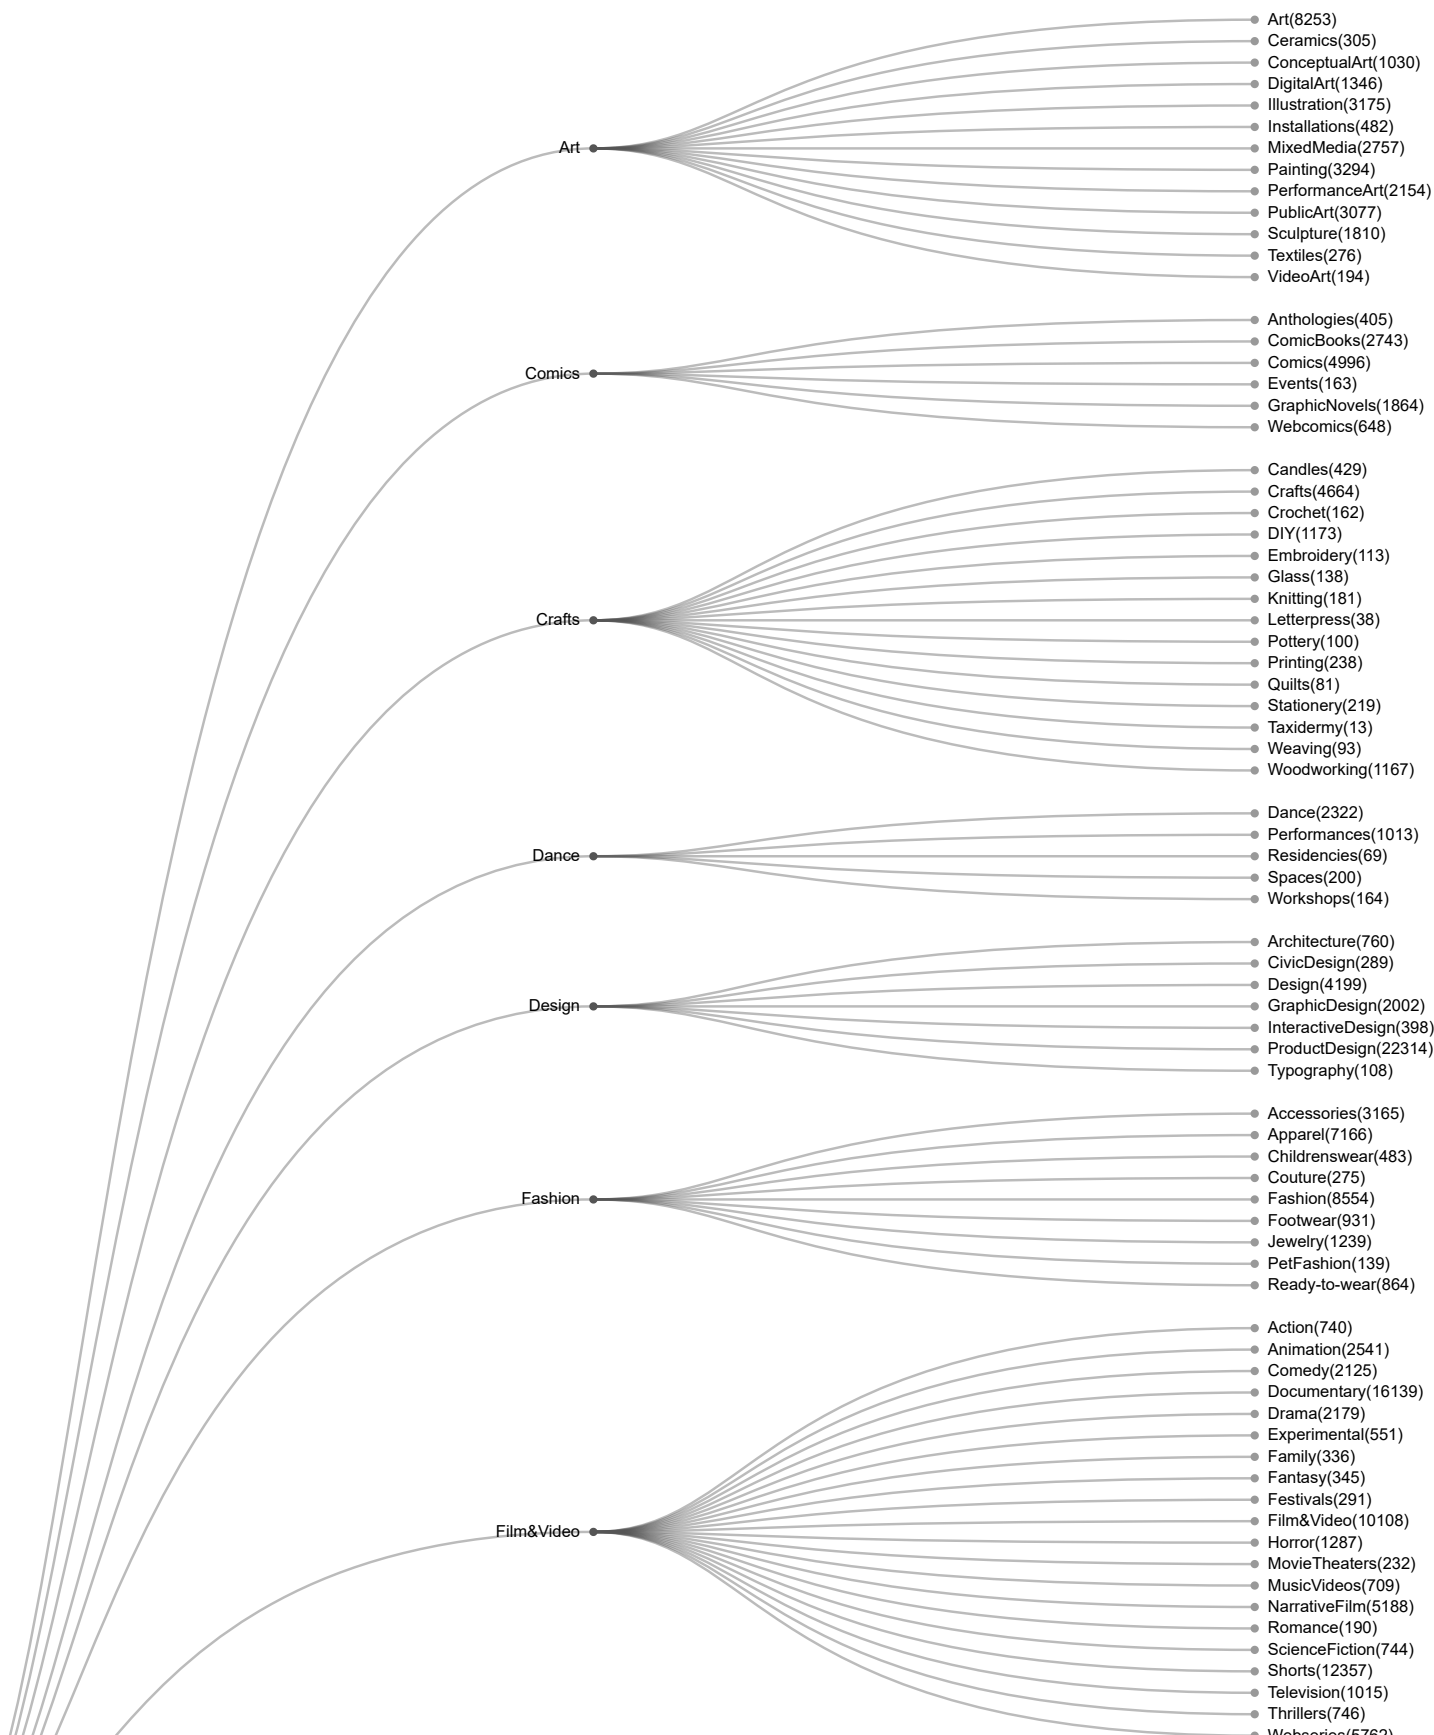 Art
Art(8253)
Ceramics(305)
ConceptualArt(1030)
DigitalArt(1346)
Illustration(3175)
Installations(482)
MixedMedia(2757)
Painting(3294)
PerformanceArt(2154)
PublicArt(3077)
Sculpture(1810)
Textiles(276)
VideoArt(194)
Comics
Anthologies(405)
ComicBooks(2743)
Comics(4996)
Events(163)
GraphicNovels(1864)
Webcomics(648)
Crafts
Candles(429)
Crafts(4664)
Crochet(162)
DIY(1173)
Embroidery(113)
Glass(138)
Knitting(181)
Letterpress(38)
Pottery(100)
Printing(238)
Quilts(81)
Stationery(219)
Taxidermy(13)
Weaving(93)
Woodworking(1167)
Dance
Dance(2322)
Performances(1013)
Residencies(69)
Spaces(200)
Workshops(164)
Design
Architecture(760)
CivicDesign(289)
Design(4199)
GraphicDesign(2002)
InteractiveDesign(398)
ProductDesign(22314)
Typography(108)
Fashion
Accessories(3165)
Apparel(7166)
Childrenswear(483)
Couture(275)
Fashion(8554)
Footwear(931)
Jewelry(1239)
PetFashion(139)
Ready-to-wear(864)
Film&Video
Action(740)
Animation(2541)
Comedy(2125)
Documentary(16139)
Drama(2179)
Experimental(551)
Family(336)
Fantasy(345)
Festivals(291)
Film&Video(10108)
Horror(1287)
MovieTheaters(232)
MusicVideos(709)
NarrativeFilm(5188)
Romance(190)
ScienceFiction(744)
Shorts(12357)
Television(1015)
Thrillers(746)